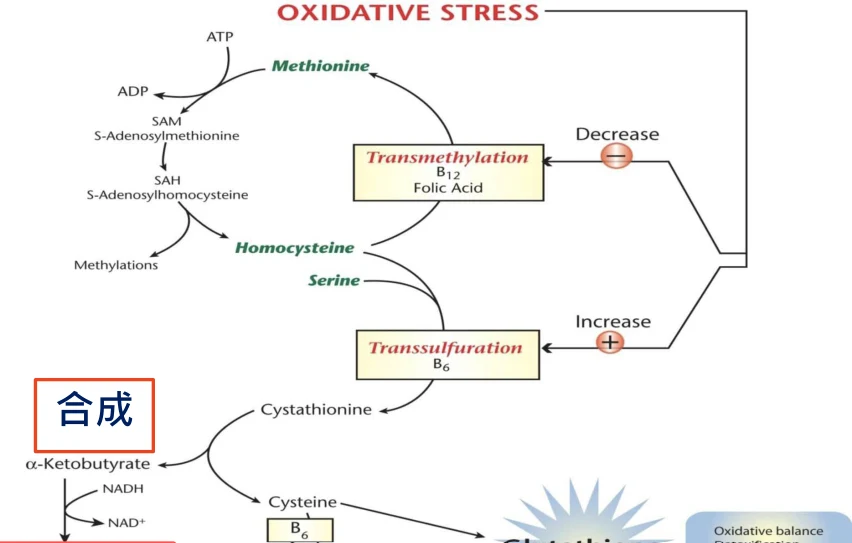 OXIDATIVE STRESS
ATP
Methionine
ADP
SAM
S-Adenosylmethionine
Decrease
−
Transmethylation
B12
Folic Acid
SAH
S-Adenosylhomocysteine
Homocysteine
Methylations
Serine
Increase
+
Transsulfuration
B6
合成
Cystathionine
α-Ketobutyrate
NADH
NAD+
Cysteine
B6
Oxidative balance